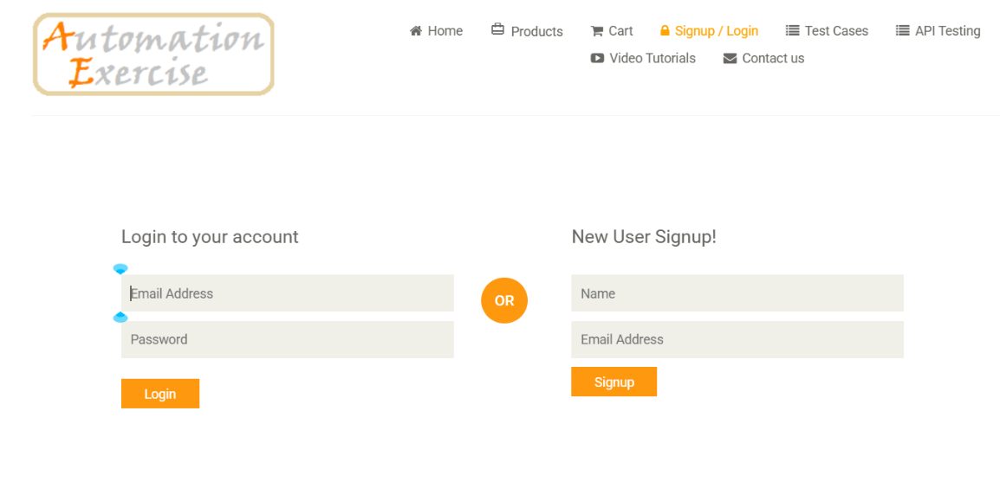 Automation
Exercise
Home Products Cart Signup / Login Test Cases API Testing
Video Tutorials Contact us
Login to your account
Email Address
Password
Login
OR
New User Signup!
Name
Email Address
Signup